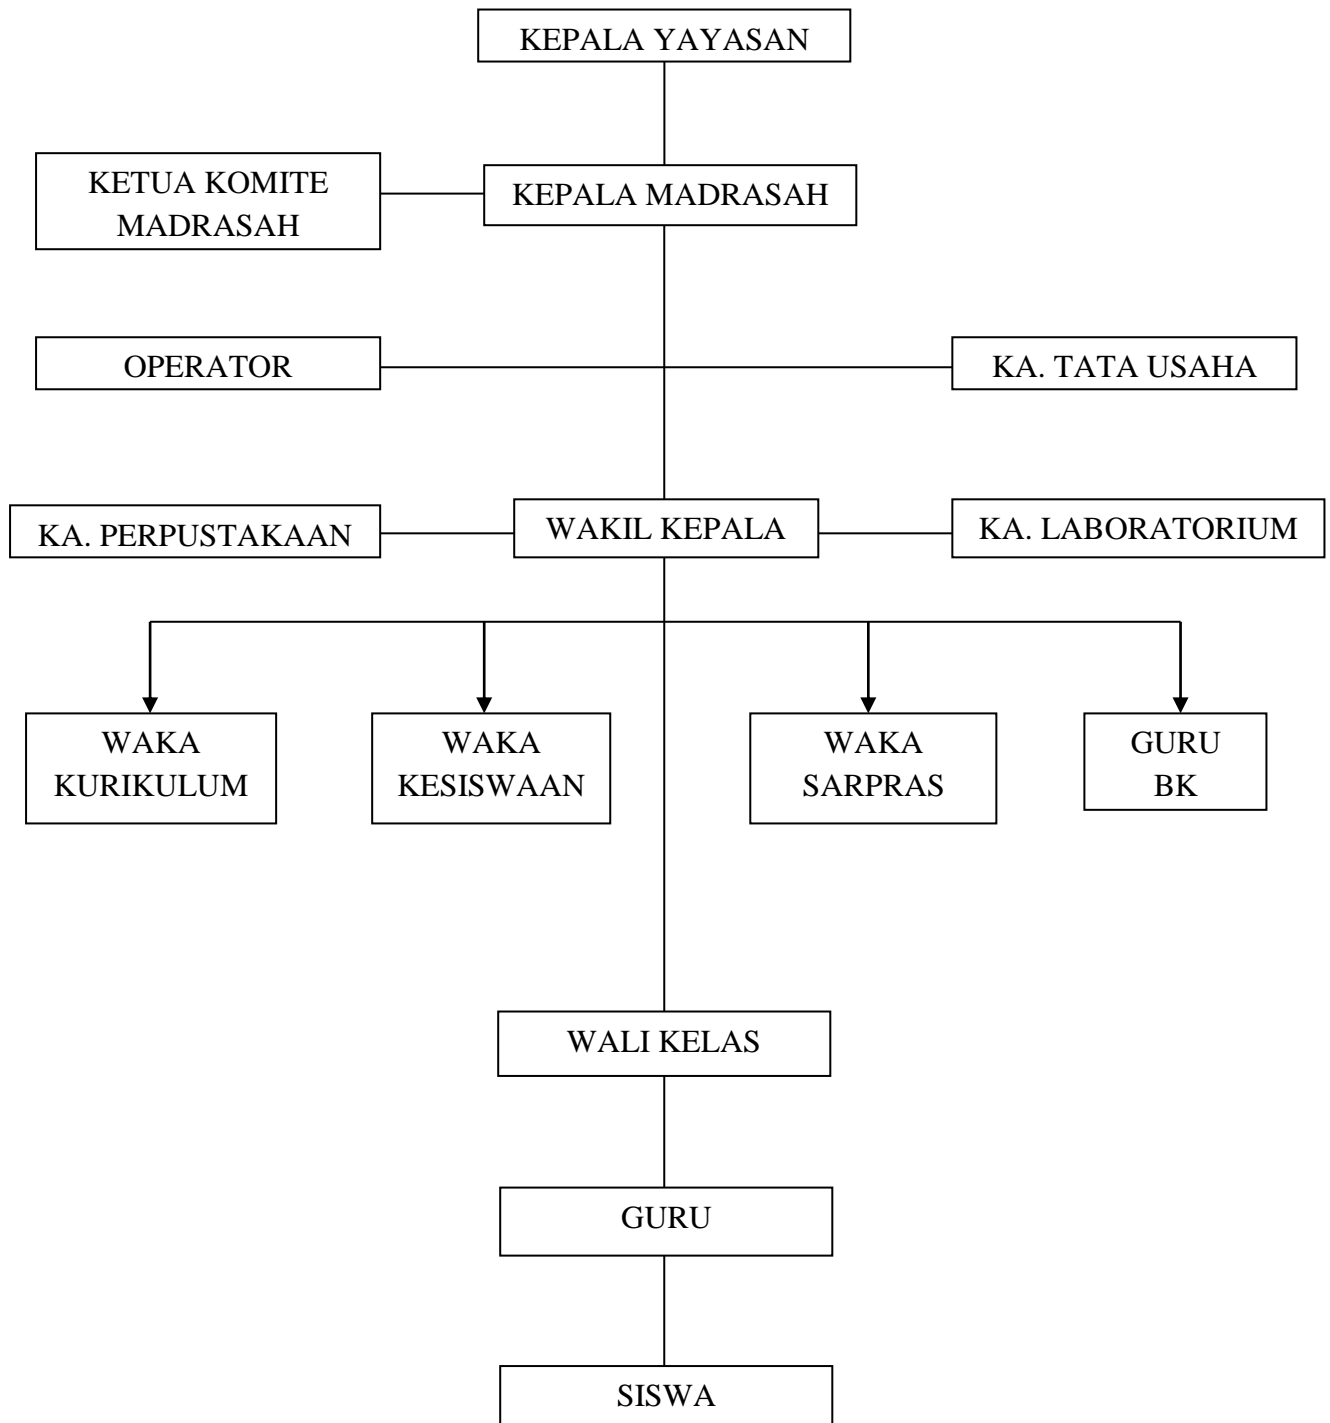 KEPALA YAYASAN
KETUA KOMITE
MADRASAH
KEPALA MADRASAH
OPERATOR
KA. TATA USAHA
KA. PERPUSTAKAAN
WAKIL KEPALA
KA. LABORATORIUM
WAKA
KURIKULUM
WAKA
KESISWAAN
WAKA
SARPRAS
GURU
BK
WALI KELAS
GURU
SISWA